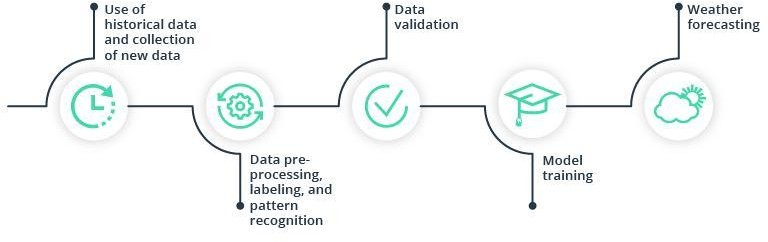 Use of
historical data
and collection
of new data
Data pre-
processing,
labeling, and
pattern
recognition
Data
validation
Model
training
Weather
forecasting